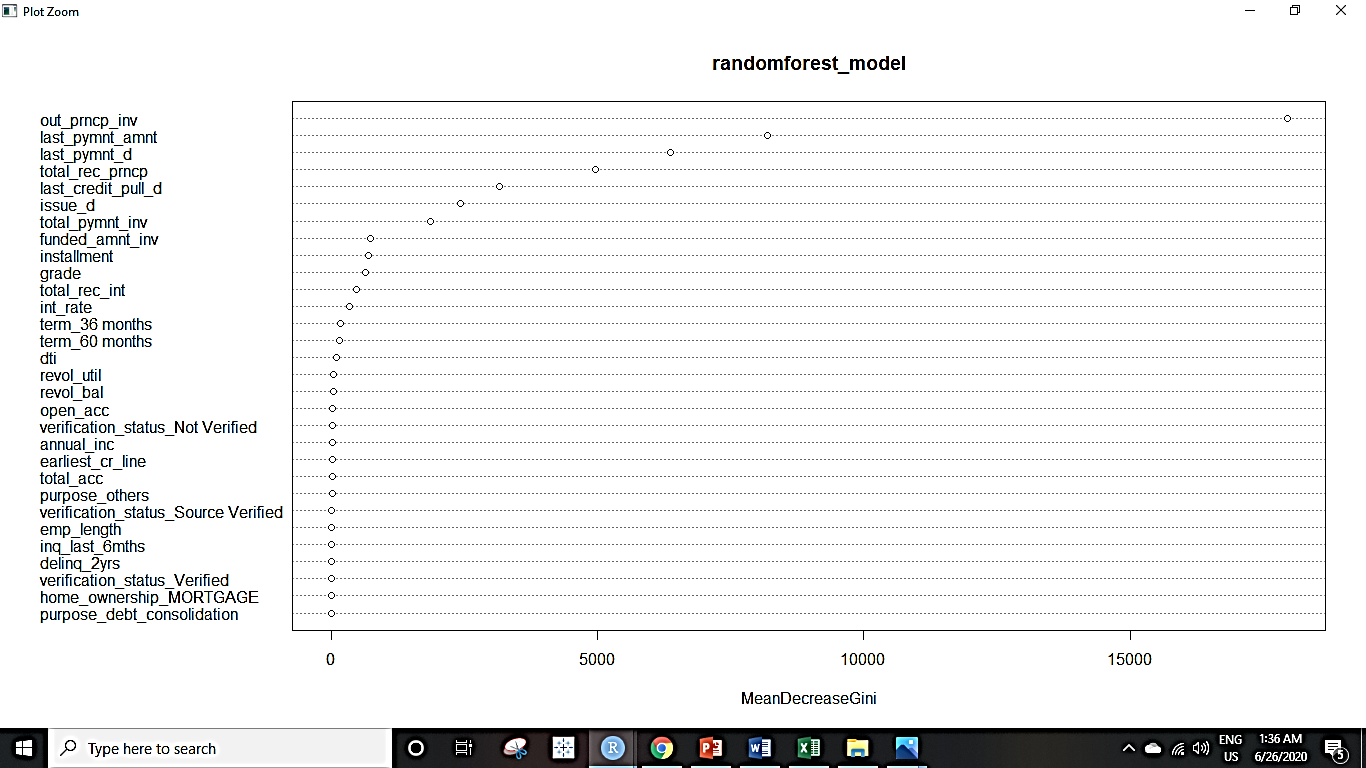 Plot Zoom
randomforest_model
out_prncp_inv
last_pymnt_amnt
last_pymnt_d
total_rec_prncp
last_credit_pull_d
issue_d
total_pymnt_inv
funded_amnt_inv
installment
grade
total_rec_int
int_rate
term_36 months
term_60 months
dti
revol_util
revol_bal
open_acc
verification_status_Not Verified
annual_inc
earliest_cr_line
total_acc
purpose_others
verification_status_Source Verified
emp_length
inq_last_6mths
delinq_2yrs
verification_status_Verified
home_ownership_MORTGAGE
purpose_debt_consolidation
0 5000 10000 15000
MeanDecreaseGini
Type here to search
ENG
US
1:36 AM
6/26/2020
5